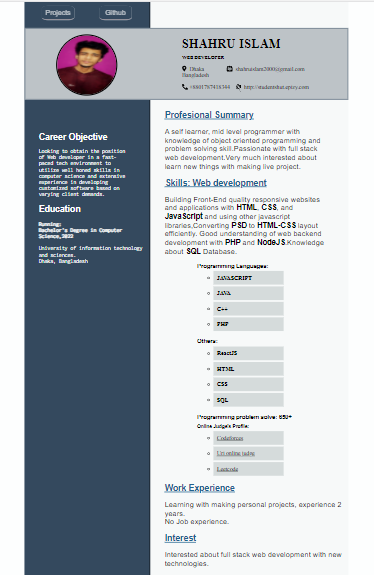 Projects
Github
SHAHRU ISLAM
WEB DEVELOPER
Dhaka
Bangladesh
shahruislam2000@gmail.com
http://studentshat.epizy.com
Career Objective
Looking to obtain the position
of Web developer in a fast-
paced tech environment to
utilize well honed skills in
computer science and extensive
experience in developing
customized software based on
varying client demands.
Education
Running:
Bachelor's Degree in Computer
Science,2022
University of information technology
and sciences.
Dhaka, Bangladesh
Profesional Summary
A self learner, mid level programmer with
knowledge of object oriented programming and
problem solving skill.Passionate with full stack
web development.Very much interested about
learn new things with making live project.
Skills: Web development
Building Front-End quality responsive websites
and applications with HTML, CSS, and
JavaScript and using other javascript
libraries,Converting PSD to HTML-CSS layout
efficiently. Good understanding of web backend
development with PHP and NodeJS.Knowledge
about SQL Database.
Programming Languages:
JAVASCRIPT
JAVA
C++
PHP
Others:
ReactJS
HTML
CSS
SQL
Programming problem solve: 650+
Online Judge's Profile:
Codeforces
Uri online judge
Leetcode
Work Experience
Learning with making personal projects, experience 2
years.
No Job experience.
Interest
Interested about full stack web development with new
technologies.